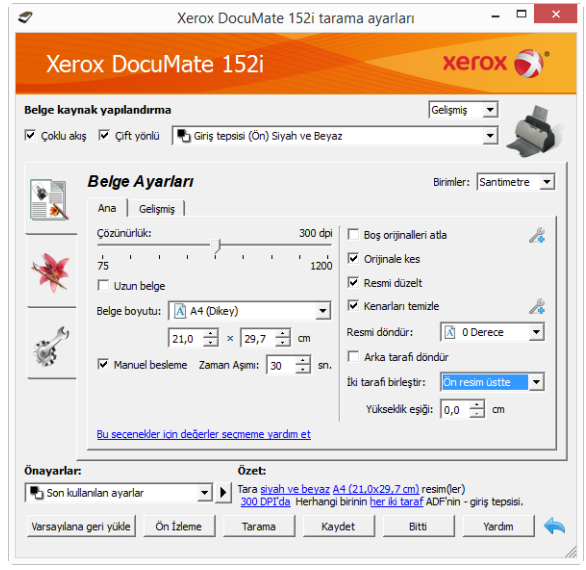 Xerox DocuMate 152i tarama ayarları
Xerox DocuMate 152i
xerox
Belge kaynak yapılandırma
Gelişmiş
Çoklu akış Çift yönlü Giriş tepsisi (Ön) Siyah ve Beyaz
Belge Ayarları
Birimler: Santimetre
Ana Gelişmiş
Çözünürlük: 300 dpi
75 1200
Uzun belge
Belge boyutu: A4 (Dikey)
21,0 × 29,7 cm
Manuel besleme Zaman Aşımı: 30 sn.
Boş orijinalleri atla
Orijinale kes
Resmi düzelt
Kenarları temizle
Resmi döndür: 0 Derece
Arka tarafı döndür
İki tarafı birleştir: Ön resim üstte
Yükseklik eşiği: 0,0 cm
Bu seçenekler için değerler seçmeme yardım et
Önayarlar:
Son kullanılan ayarlar
Özet:
Tara siyah ve beyaz A4 (21,0x29,7 cm) resim(ler)
300 DPI'da Herhangi birinin her iki taraf ADF'nin - giriş tepsisi.
Varsayılana geri yükle Ön İzleme Tarama Kaydet Bitti Yardım